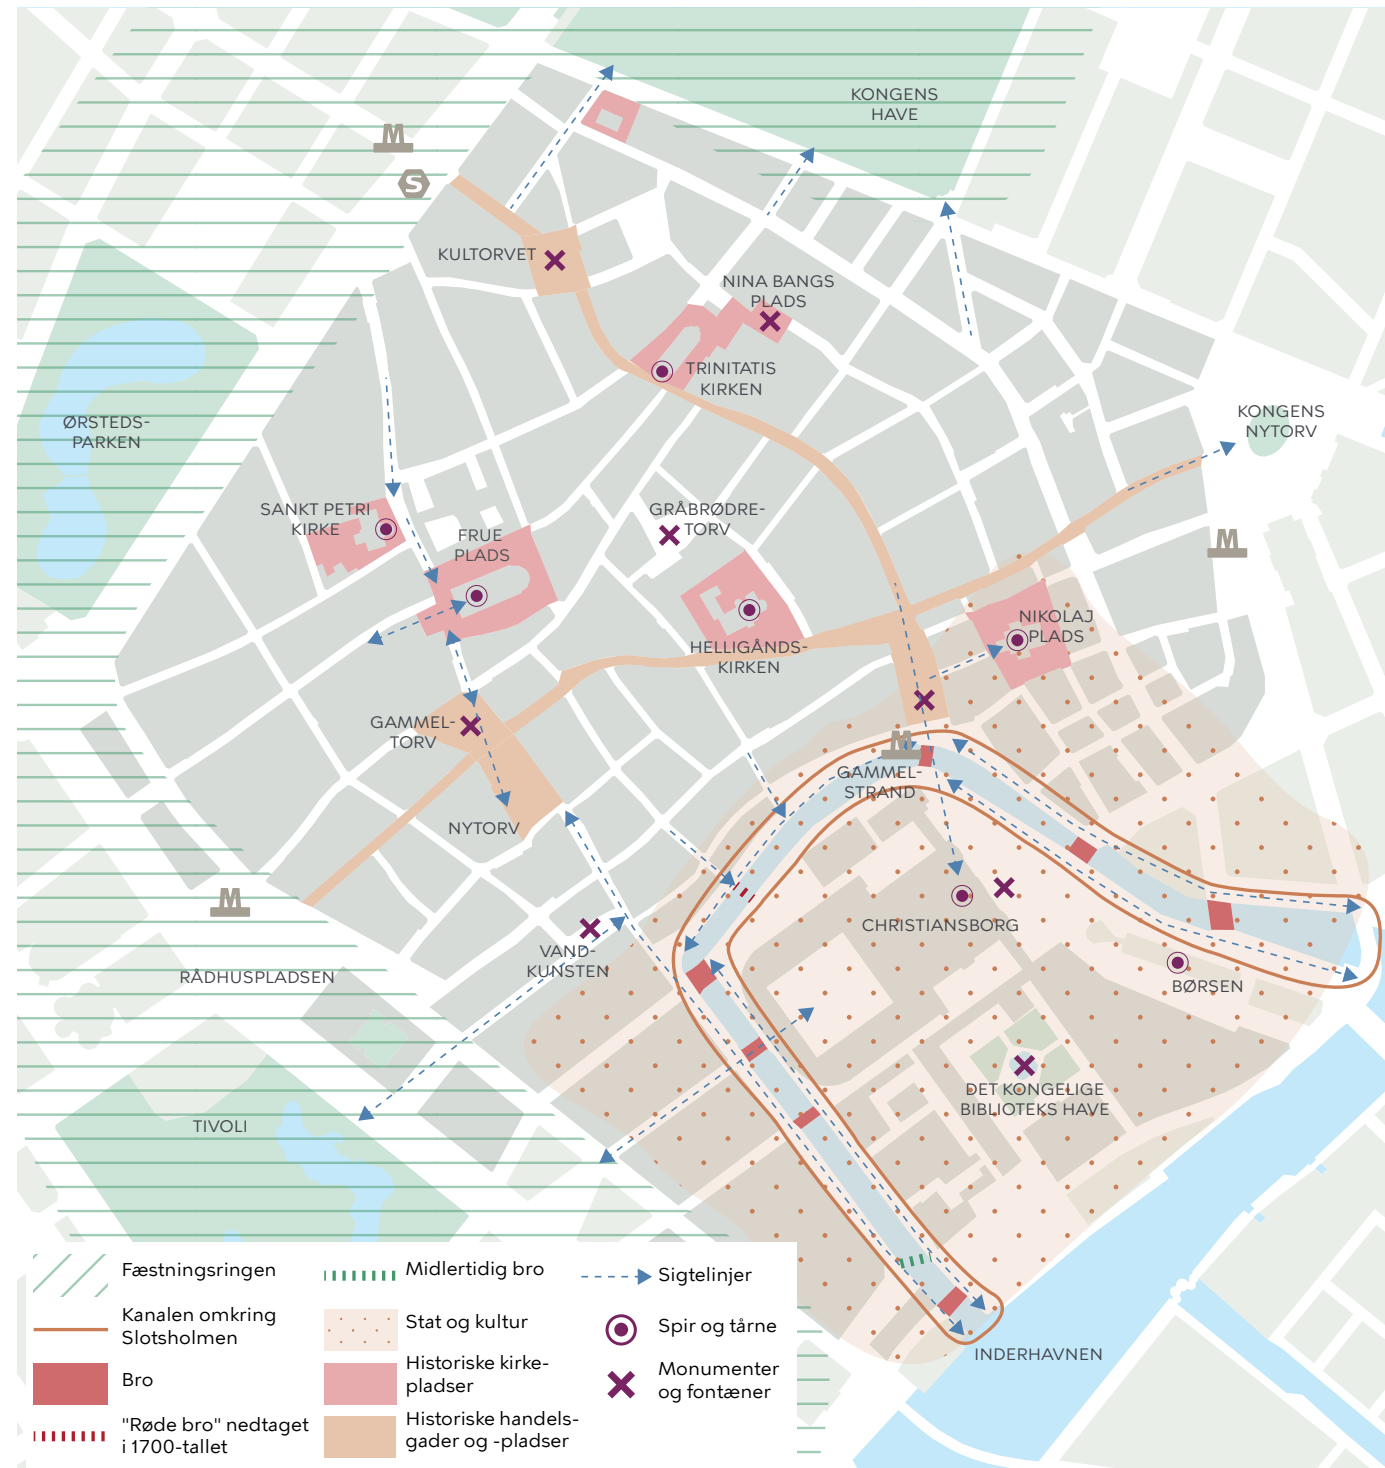 KONGENS
HAVE
M
S
KULTORVET
NINA BANGS
PLADS
TRINITATIS
KIRKEN
KONGENS
NYTORV
ØRSTEDS-
PARKEN
SANKT PETRI
KIRKE
FRUE
PLADS
GRÅBRØDRE-
TORV
M
NIKOLAJ
PLADS
HELLIGÅNDS-
KIRKEN
GAMMEL-
TORV
M
GAMMEL-
STRAND
NYTORV
M
CHRISTIANSBORG
VAND-
KUNSTEN
RÅDHUSPLADSEN
BØRSEN
DET KONGELIGE
BIBLIOTEKS HAVE
TIVOLI
INDERHAVNEN
Fæstningsringen
Kanalen omkring
Slotsholmen
Bro
"Røde bro" nedtaget
i 1700-tallet
Midlertidig bro
Stat og kultur
Historiske kirke-
pladser
Historiske handels-
gader og -pladser
Sigtelinjer
Spir og tårne
Monumenter
og fontæner